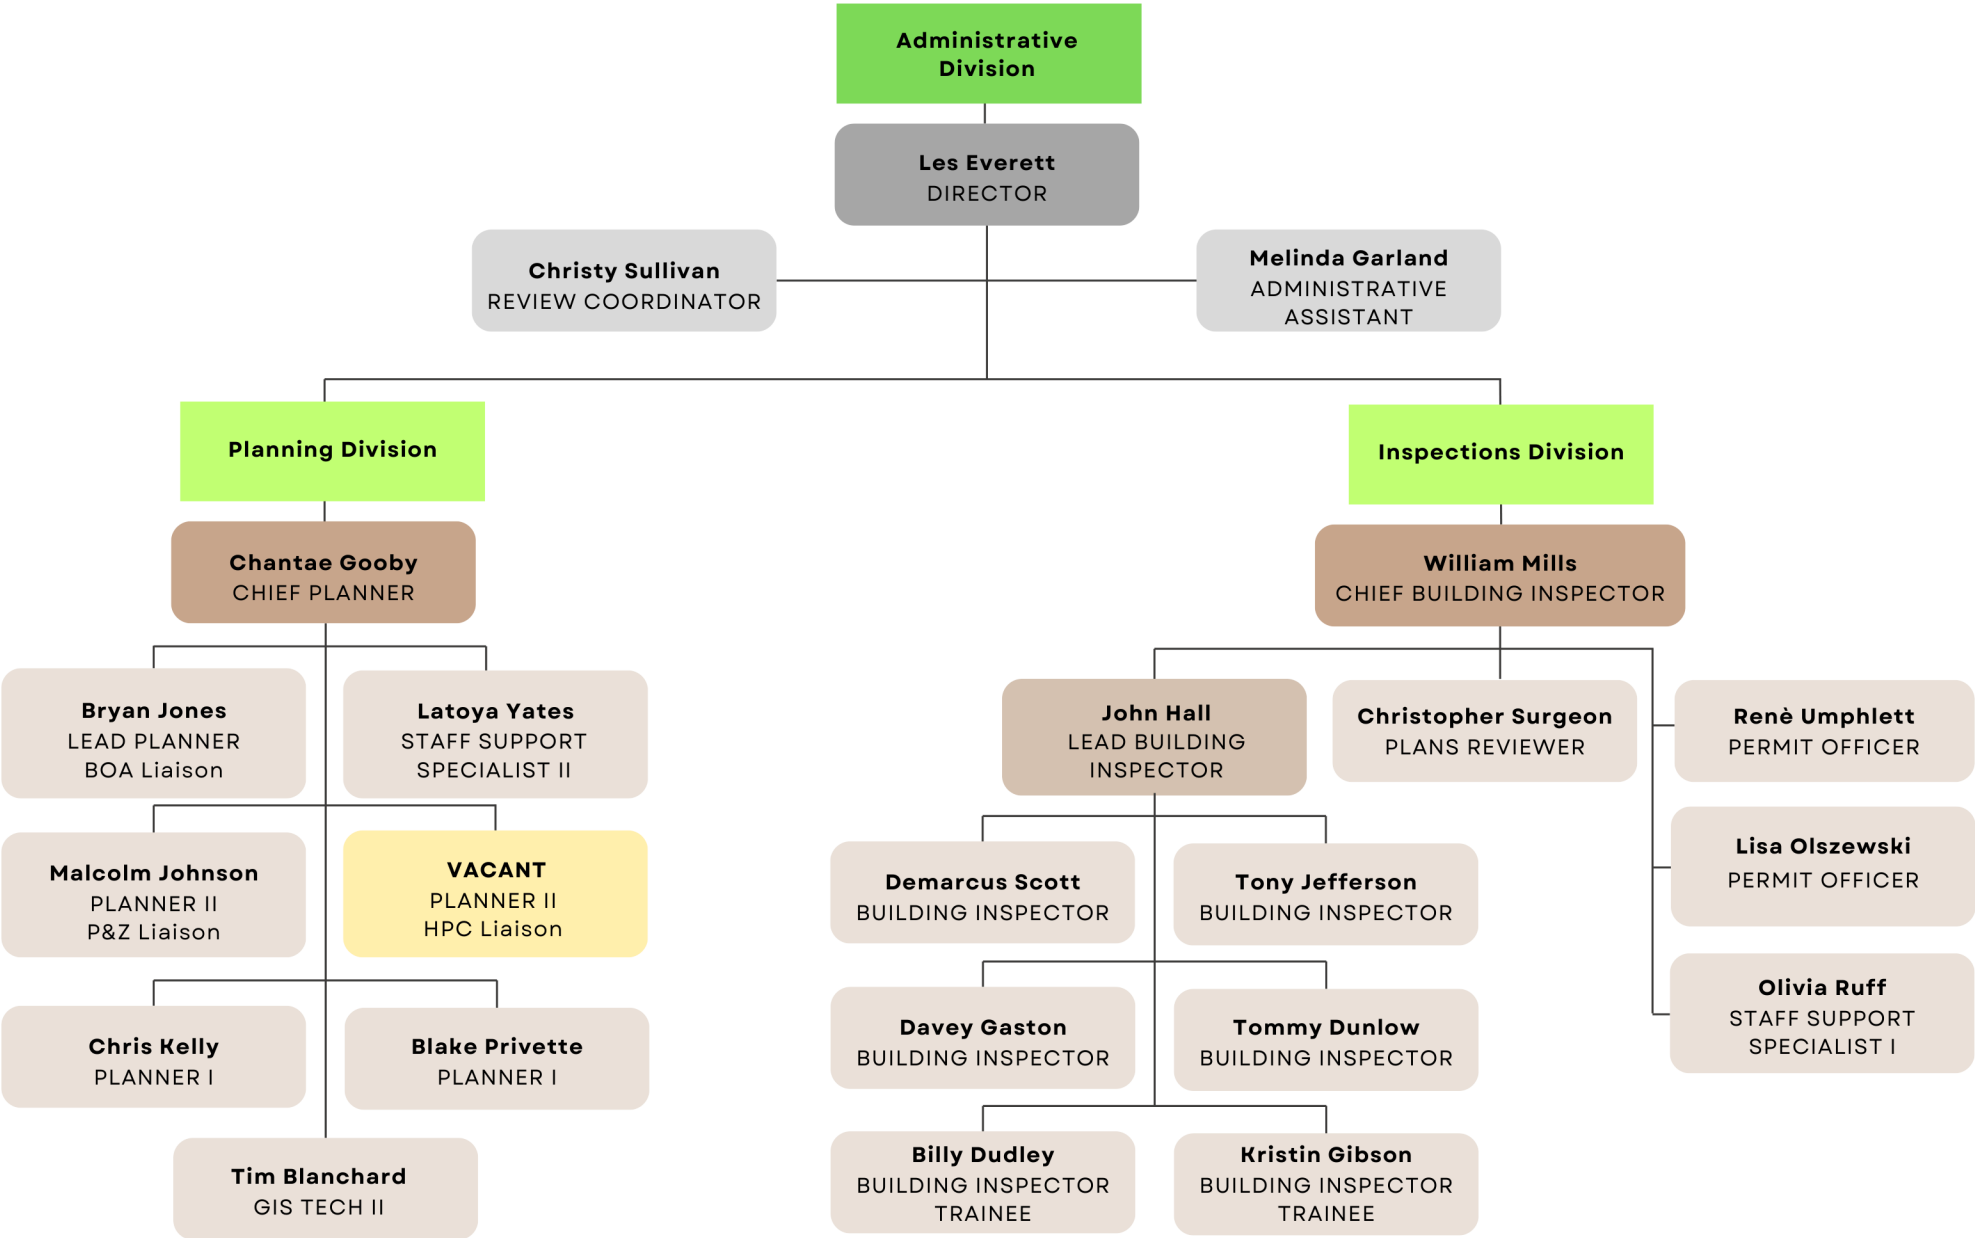 Administrative
Division
Les Everett
DIRECTOR
Christy Sullivan
REVIEW COORDINATOR
Melinda Garland
ADMINISTRATIVE
ASSISTANT
Planning Division
Inspections Division
Chantae Gooby
CHIEF PLANNER
William Mills
CHIEF BUILDING INSPECTOR
Bryan Jones
LEAD PLANNER
BOA Liaison
Latoya Yates
STAFF SUPPORT
SPECIALIST II
Malcolm Johnson
PLANNER II
P&Z Liaison
VACANT
PLANNER II
HPC Liaison
Chris Kelly
PLANNER I
Blake Privette
PLANNER I
Tim Blanchard
GIS TECH II
John Hall
LEAD BUILDING
INSPECTOR
Christopher Surgeon
PLANS REVIEWER
Renè Umphlett
PERMIT OFFICER
Lisa Olszewski
PERMIT OFFICER
Olivia Ruff
STAFF SUPPORT
SPECIALIST I
Demarcus Scott
BUILDING INSPECTOR
Tony Jefferson
BUILDING INSPECTOR
Davey Gaston
BUILDING INSPECTOR
Tommy Dunlow
BUILDING INSPECTOR
Billy Dudley
BUILDING INSPECTOR
TRAINEE
Kristin Gibson
BUILDING INSPECTOR
TRAINEE